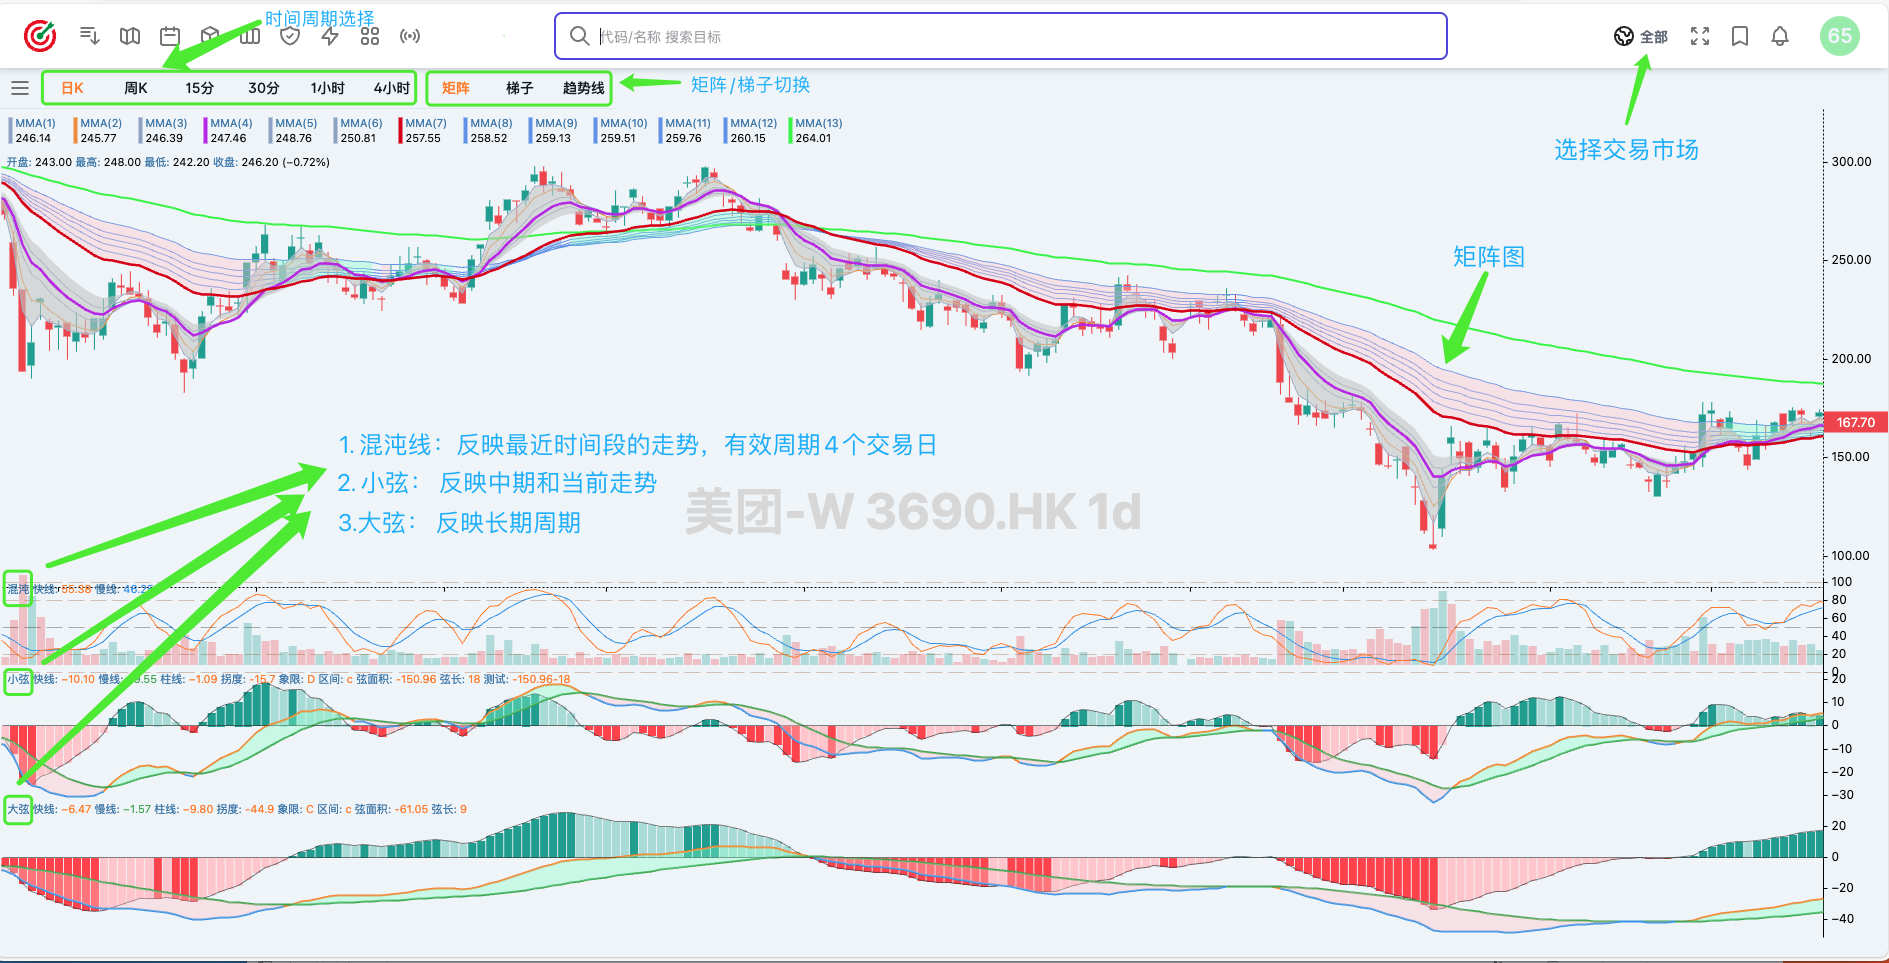 时间周期选择
代码/名称 搜索目标
全部
65
日K 周K 15分 30分 1小时 4小时 矩阵 梯子 趋势线
矩阵/梯子切换
选择交易市场
MMA(1) MMA(2) MMA(3) MMA(4) MMA(5) MMA(6) MMA(7) MMA(8) MMA(9) MMA(10) MMA(11) MMA(12) MMA(13)
246.14 245.77 246.39 247.46 248.76 250.81 257.55 258.52 259.13 259.51 259.76 260.15 264.01
开盘: 243.00 最高: 248.00 最低: 242.20 收盘: 246.20 (−0.72%)
300.00
矩阵图
250.00
200.00
167.70
1. 混沌线：反映最近时间段的走势，有效周期4个交易日
150.00
2. 小弦： 反映中期和当前走势
美团-W 3690.HK 1d
3.大弦： 反映长期周期
100.00
混沌 快线: 55.38 慢线:
100
80
60
40
20
0
小弦 快线: −10.10 慢线: 柱线: −1.09 拐度: -15.7 象限: D 区间: c 弦面积: -150.96 弦长: 18 测试: -150.96-18
20
10
0
−10
−20
−30
大弦 快线: −6.47 慢线: −1.57 柱线: −9.80 拐度: -44.9 象限: C 区间: c 弦面积: -61.05 弦长: 9
20
0
−20
−40